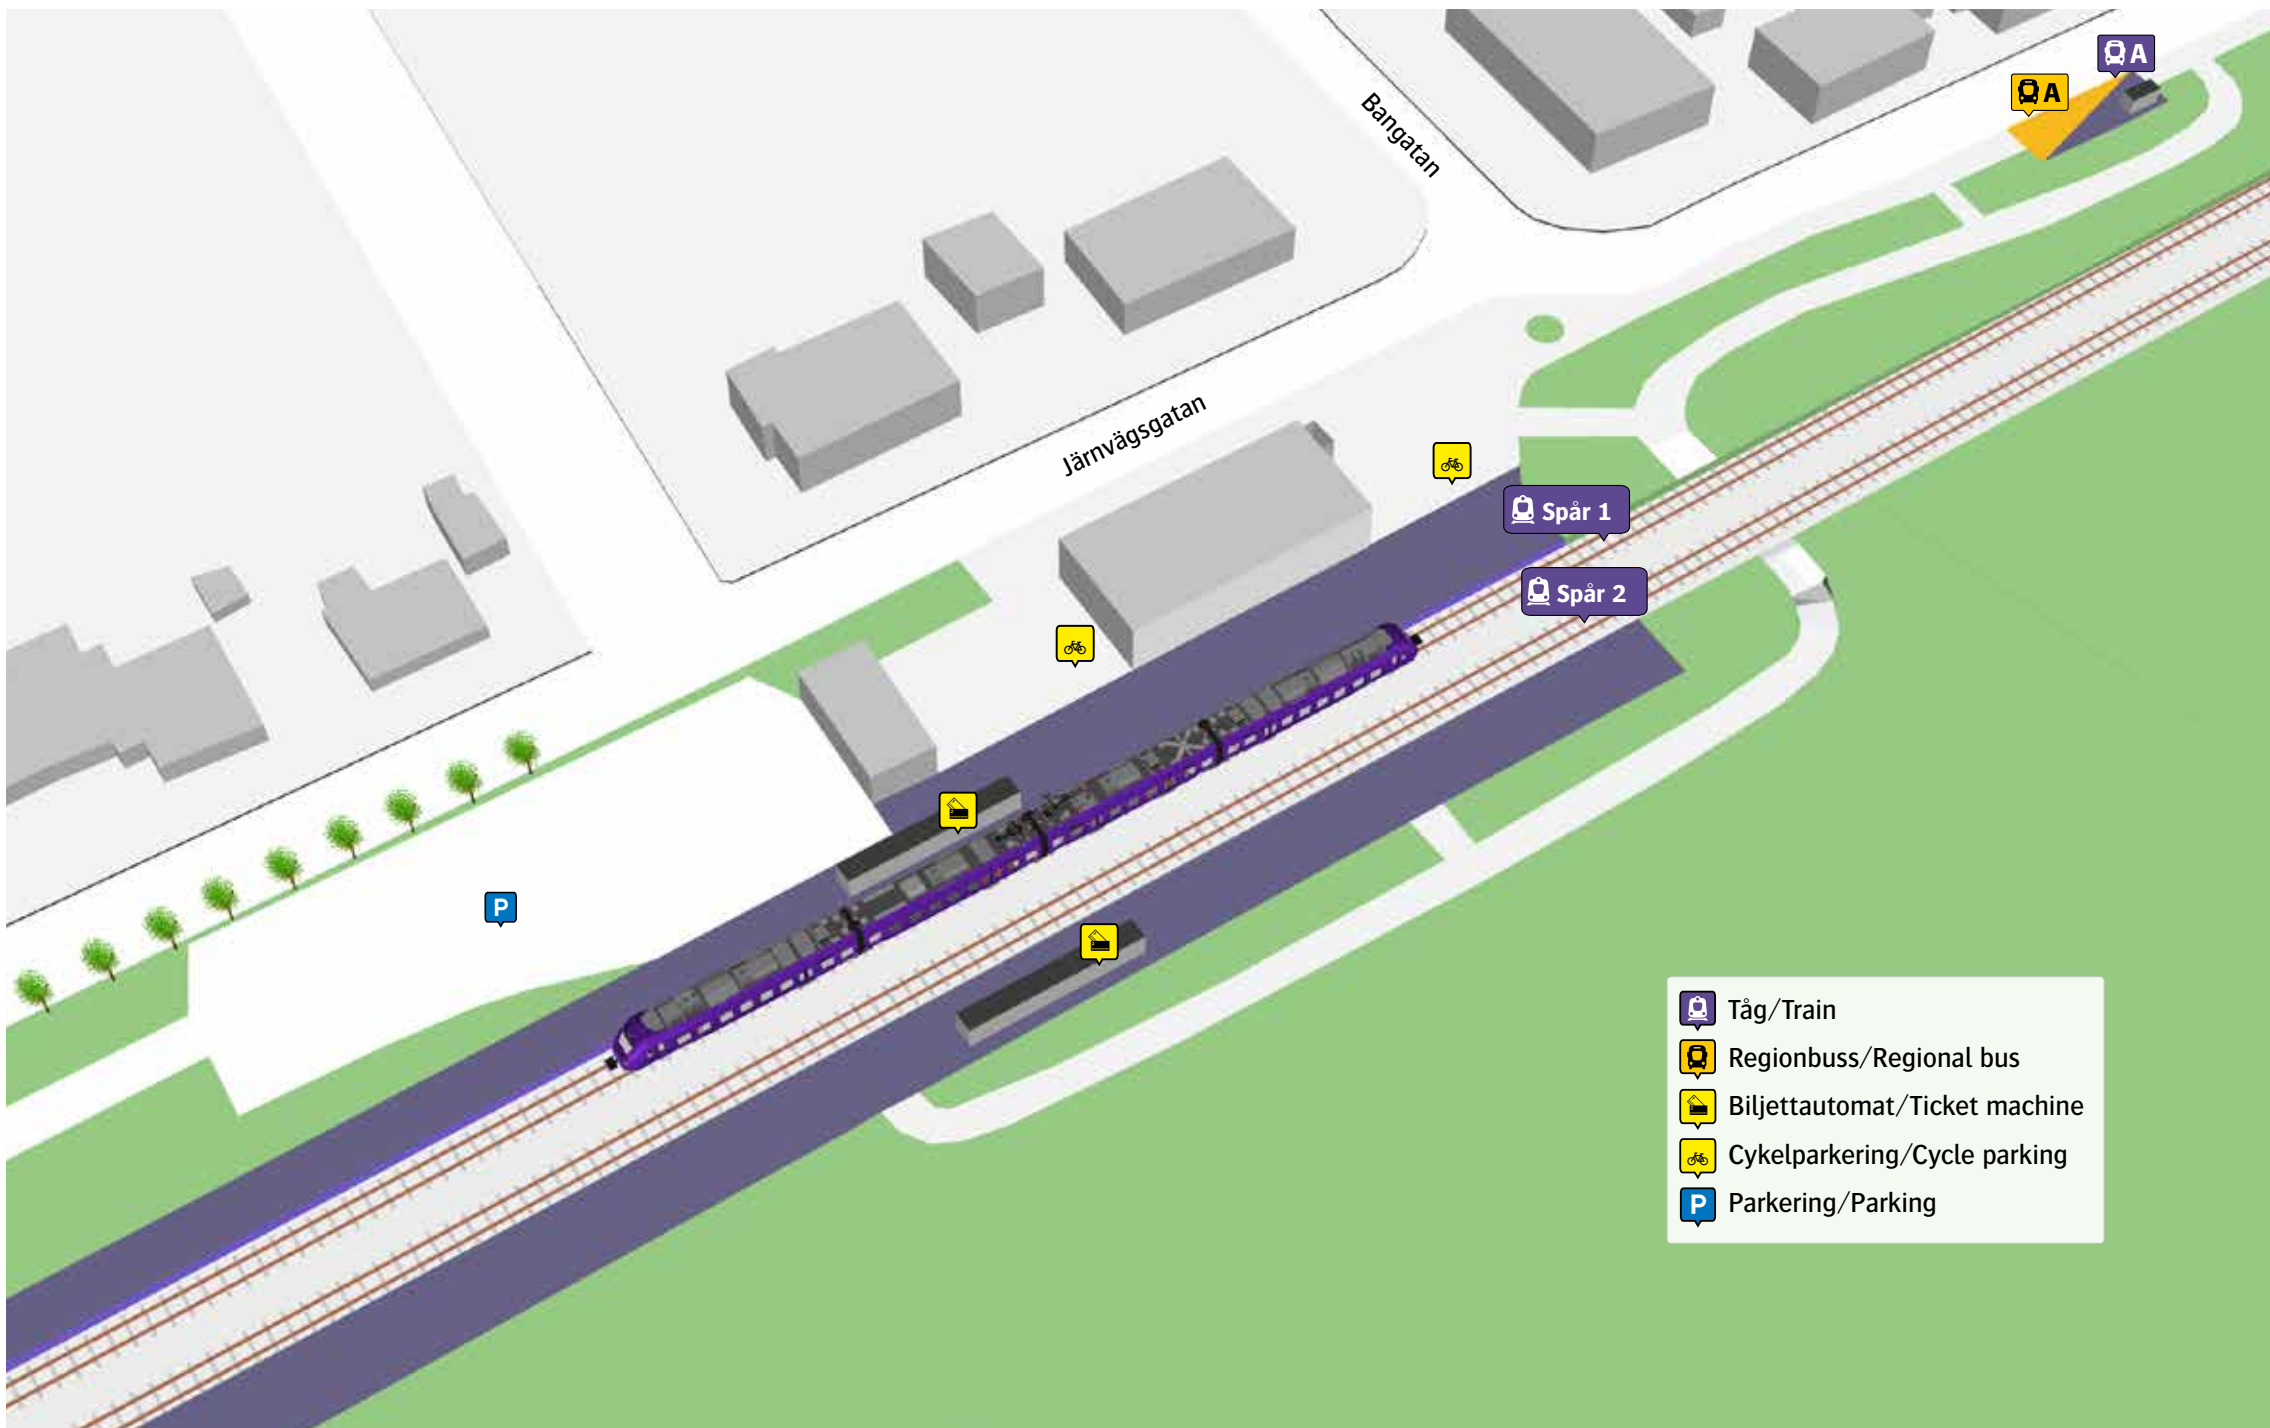 A
A
Bangatan
Järnvägsgatan
Spår 1
Spår 2
P
Tåg/Train
Regionbuss/Regional bus
Biljettautomat/Ticket machine
Cykelparkering/Cycle parking
P Parkering/Parking